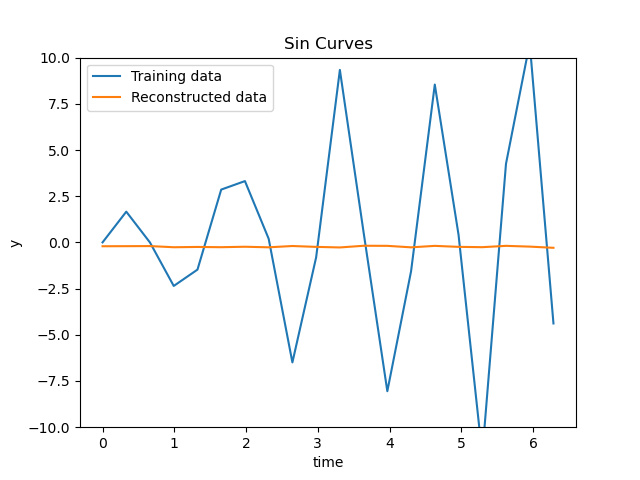 Sin Curves
Training data
Reconstructed data
10.0
7.5
5.0
2.5
0.0
−2.5
−5.0
−7.5
−10.0
y
0 1 2 3 4 5 6
time